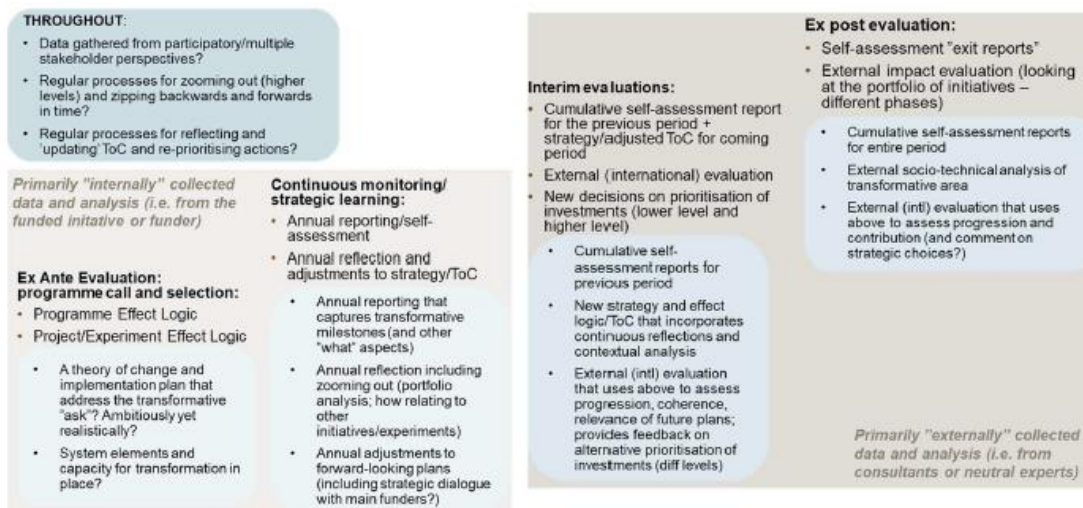 THROUGHOUT:
• Data gathered from participatory/multiple
stakeholder perspectives?
• Regular processes for zooming out (higher
levels) and zipping backwards and forwards
in time?
• Regular processes for reflecting and
'updating' ToC and re-prioritising actions?
Primarily "internally" collected
data and analysis (i.e. from the
funded initative or funder)
Ex Ante Evaluation:
programme call and selection:
• Programme Effect Logic
• Project/Experiment Effect Logic
• A theory of change and
implementation plan that
address the transformative
"ask"? Ambitiously yet
realistically?
• System elements and
capacity for transformation in
place?
Continuous monitoring/
strategic learning:
• Annual reporting/self-
assessment
• Annual reflection and
adjustments to strategy/ToC
• Annual reporting that
captures transformative
milestones (and other
"what" aspects)
• Annual reflection including
zooming out (portfolio
analysis; how relating to
other
initiatives/experiments)
• Annual adjustments to
forward-looking plans
(including strategic dialogue
with main funders?)
Interim evaluations:
• Cumulative self-assessment report
for the previous period +
strategy/adjusted ToC for coming
period
• External (international) evaluation
• New decisions on prioritisation of
investments (lower level and
higher level)
• Cumulative self-
assessment reports for
previous period
• New strategy and effect
logic/ToC that incorporates
continuous reflections and
contextual analysis
• External (intl) evaluation
that uses above to assess
progression, coherence,
relevance of future plans;
provides feedback on
alternative prioritisation of
investments (diff levels)
Ex post evaluation:
• Self-assessment "exit reports"
• External impact evaluation (looking
at the portfolio of initiatives –
different phases)
• Cumulative self-assessment reports
for entire period
• External socio-technical analysis of
transformative area
• External (intl) evaluation that uses
above to assess progression and
contribution (and comment on
strategic choices?)
Primarily "externally" collected
data and analysis (i.e. from
consultants or neutral experts)